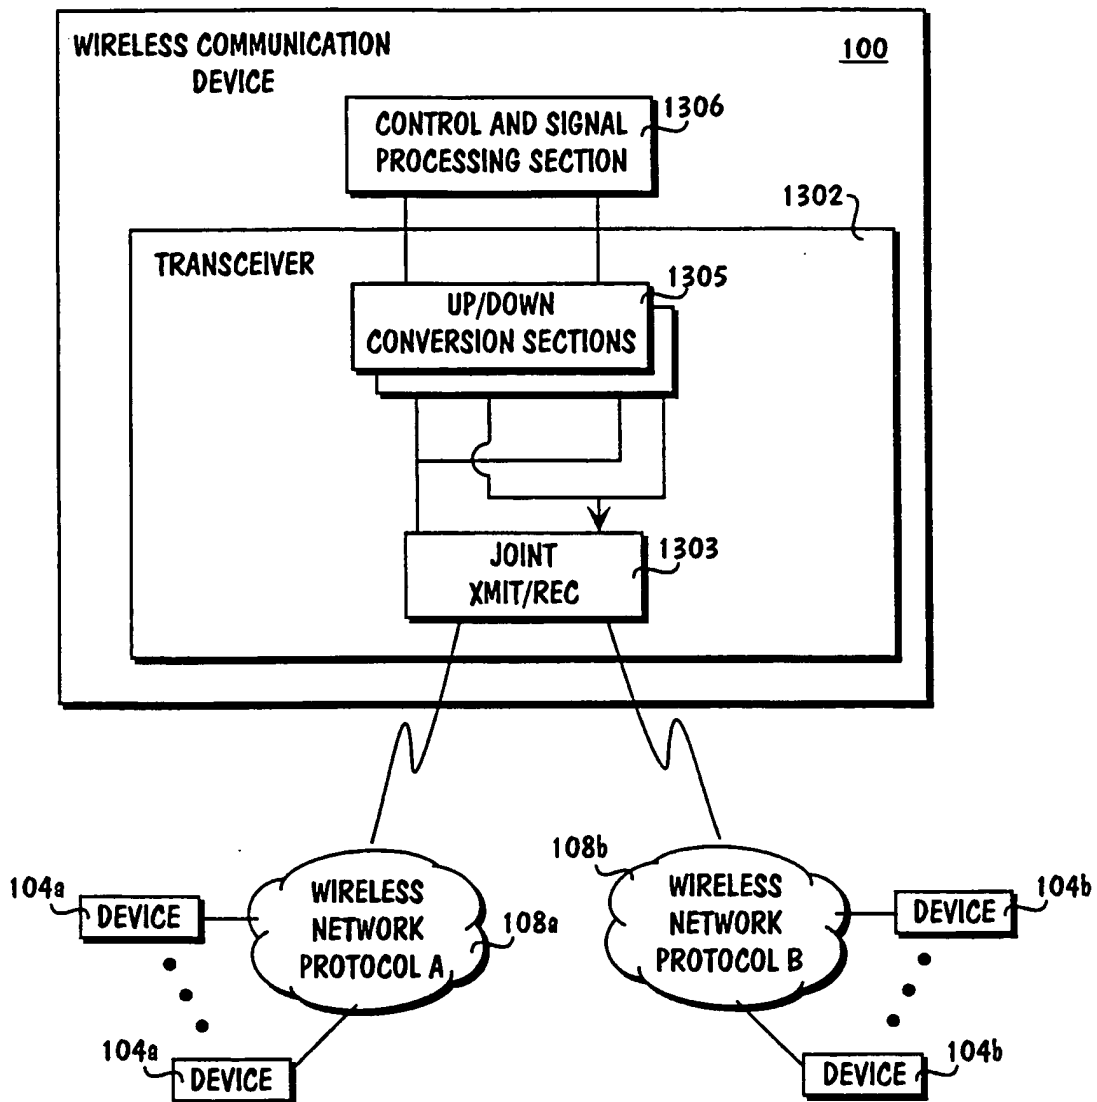 WIRELESS COMMUNICATION
DEVICE
100
CONTROL AND SIGNAL
PROCESSING SECTION
1306
1302
TRANSCEIVER
1305
UP/DOWN
CONVERSION SECTIONS
JOINT
XMIT/REC
1303
104a
DEVICE
WIRELESS
NETWORK
PROTOCOL A
108a
108b
WIRELESS
NETWORK
PROTOCOL B
DEVICE
104b
104a
DEVICE
DEVICE
104b